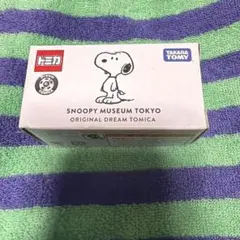 トミカ
TAKARA
TOMY
SNOOPY MUSEUM TOKYO
ORIGINAL DREAM TOMICA